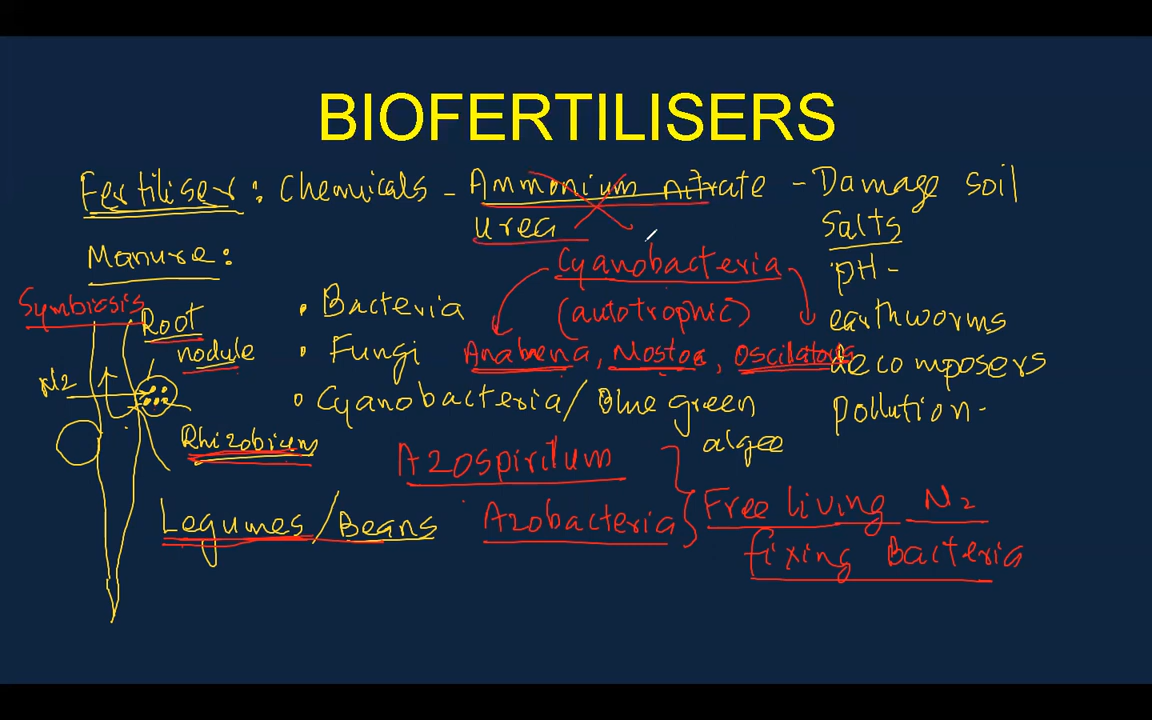 BIOFERTILISERS
Fertiliser : Chemicals - Ammonium nitrate - Damage soil
urea
Salts
Manure :
Cyanobacteria
pH -
Symbiosis
Root
nodule
• Bacteria
(autotrophic)
earthworms
• Fungi
Anabena, Nostoc, Oscilatoria
decomposers
N2
• Cyanobacteria/ Blue green
algee
pollution -
Rhizobium
Azospirilum
Legumes/Beans
Azobacteria
Free living N2
fixing Bacteria